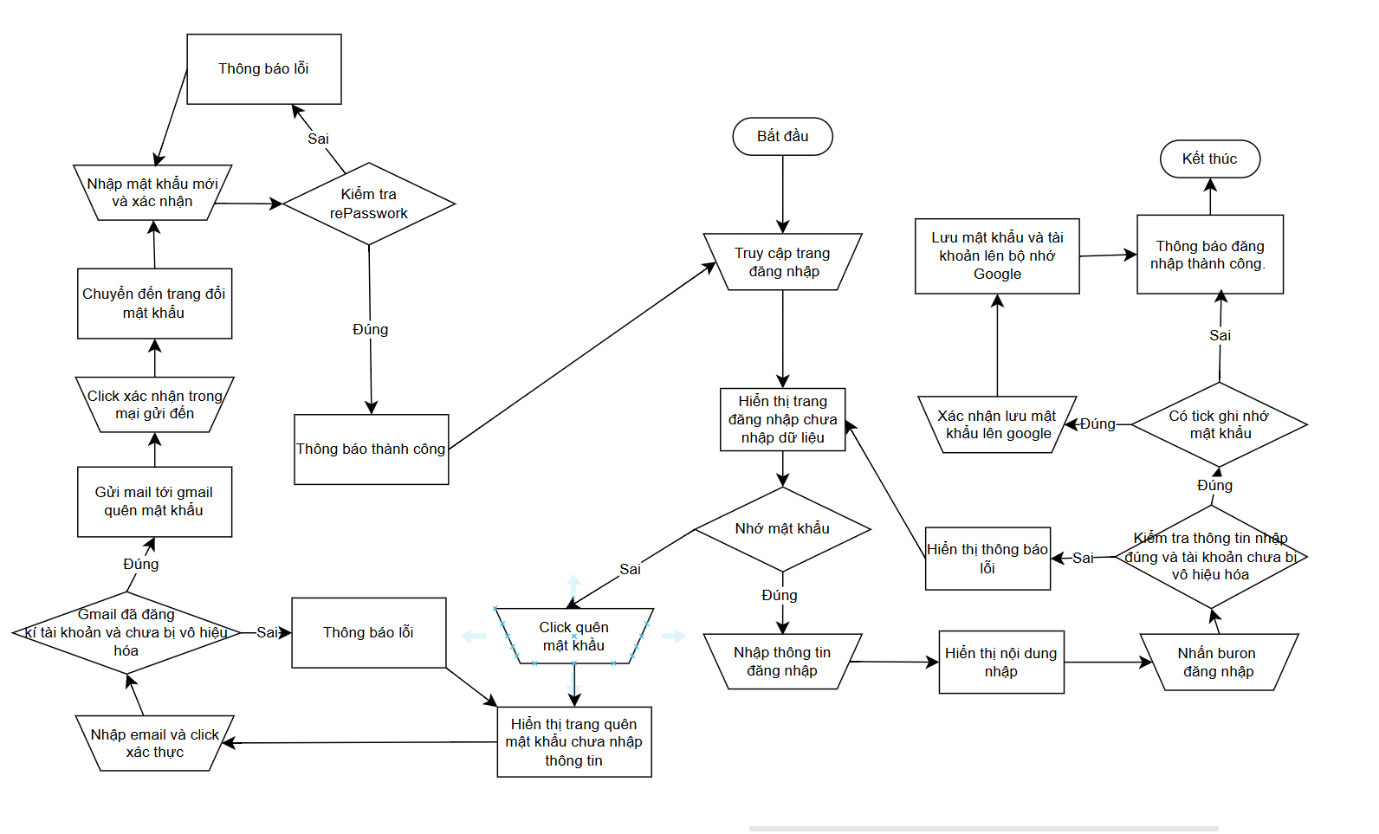 Thông báo lỗi
Sai
Nhập mật khẩu mới
và xác nhận
Kiểm tra
rePasswork
Chuyển đến trang đổi
mật khẩu
Đúng
Click xác nhận trong
mại gửi đến
Thông báo thành công
Gửi mail tới gmail
quên mật khẩu
Đúng
Gmail đã đăng
kí tài khoản và chưa bị vô hiệu
hóa
Sai
Thông báo lỗi
Nhập email và click
xác thực
Bắt đầu
Truy cập trang
đăng nhập
Hiển thị trang
đăng nhập chưa
nhập dữ liệu
Nhớ mật khẩu
Sai
Đúng
Click quên
mật khẩu
Hiển thị trang quên
mật khẩu chưa nhập
thông tin
Nhập thông tin
đăng nhập
Hiển thị nội dung
nhập
Nhấn buron
đăng nhập
Kiểm tra thông tin nhập
đúng và tài khoản chưa bị
vô hiệu hóa
Sai
Hiển thị thông báo
lỗi
Đúng
Có tick ghi nhớ
mật khẩu
Đúng
Xác nhận lưu mật
khẩu lên google
Lưu mật khẩu và tài
khoản lên bộ nhớ
Google
Sai
Thông báo đăng
nhập thành công.
Kết thúc